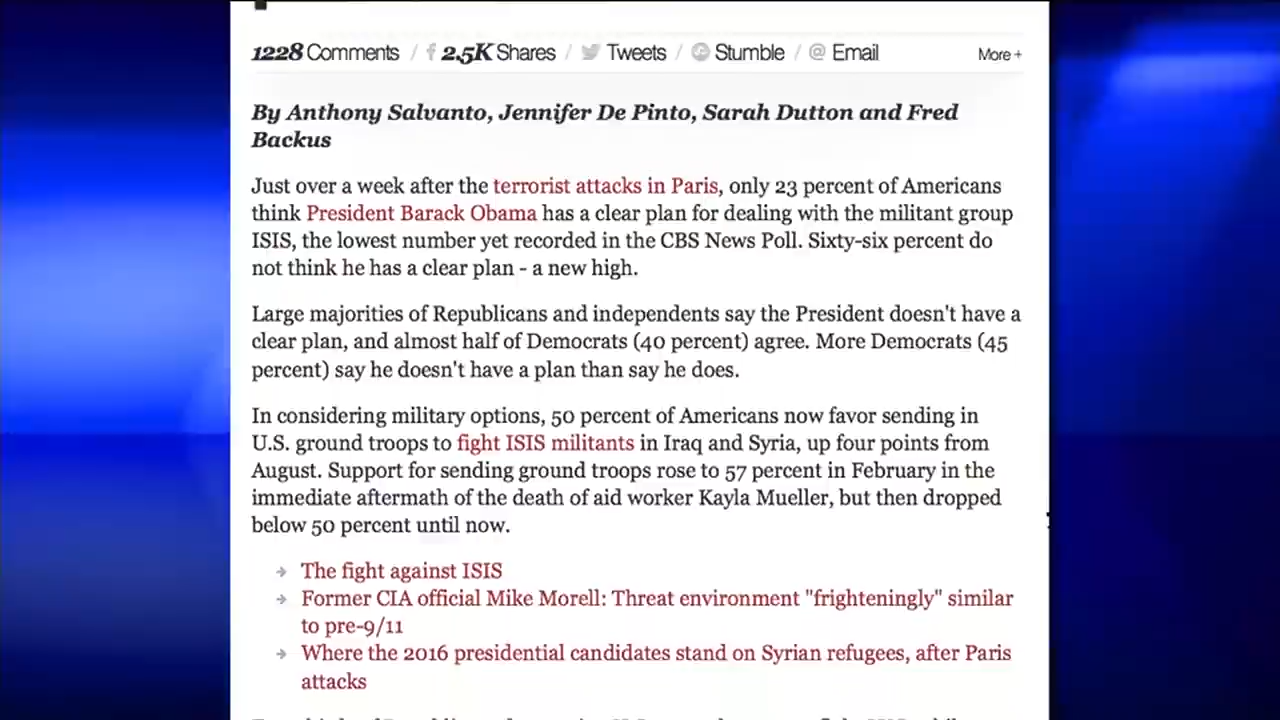 1228 Comments / f 2.5K Shares / Tweets / Stumble / @ Email More +
By Anthony Salvanto, Jennifer De Pinto, Sarah Dutton and Fred
Backus
Just over a week after the terrorist attacks in Paris, only 23 percent of Americans
think President Barack Obama has a clear plan for dealing with the militant group
ISIS, the lowest number yet recorded in the CBS News Poll. Sixty-six percent do
not think he has a clear plan - a new high.
Large majorities of Republicans and independents say the President doesn't have a
clear plan, and almost half of Democrats (40 percent) agree. More Democrats (45
percent) say he doesn't have a plan than say he does.
In considering military options, 50 percent of Americans now favor sending in
U.S. ground troops to fight ISIS militants in Iraq and Syria, up four points from
August. Support for sending ground troops rose to 57 percent in February in the
immediate aftermath of the death of aid worker Kayla Mueller, but then dropped
below 50 percent until now.
The fight against ISIS
Former CIA official Mike Morell: Threat environment "frighteningly" similar
to pre-9/11
Where the 2016 presidential candidates stand on Syrian refugees, after Paris
attacks